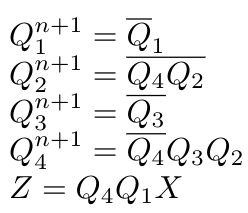 $Q_1^{n+1} = \overline{Q}_1$
$Q_2^{n+1} = \overline{Q_4 Q_2}$
$Q_3^{n+1} = \overline{Q_3}$
$Q_4^{n+1} = \overline{Q_4} Q_3 Q_2$
$Z = Q_4 Q_1 X$